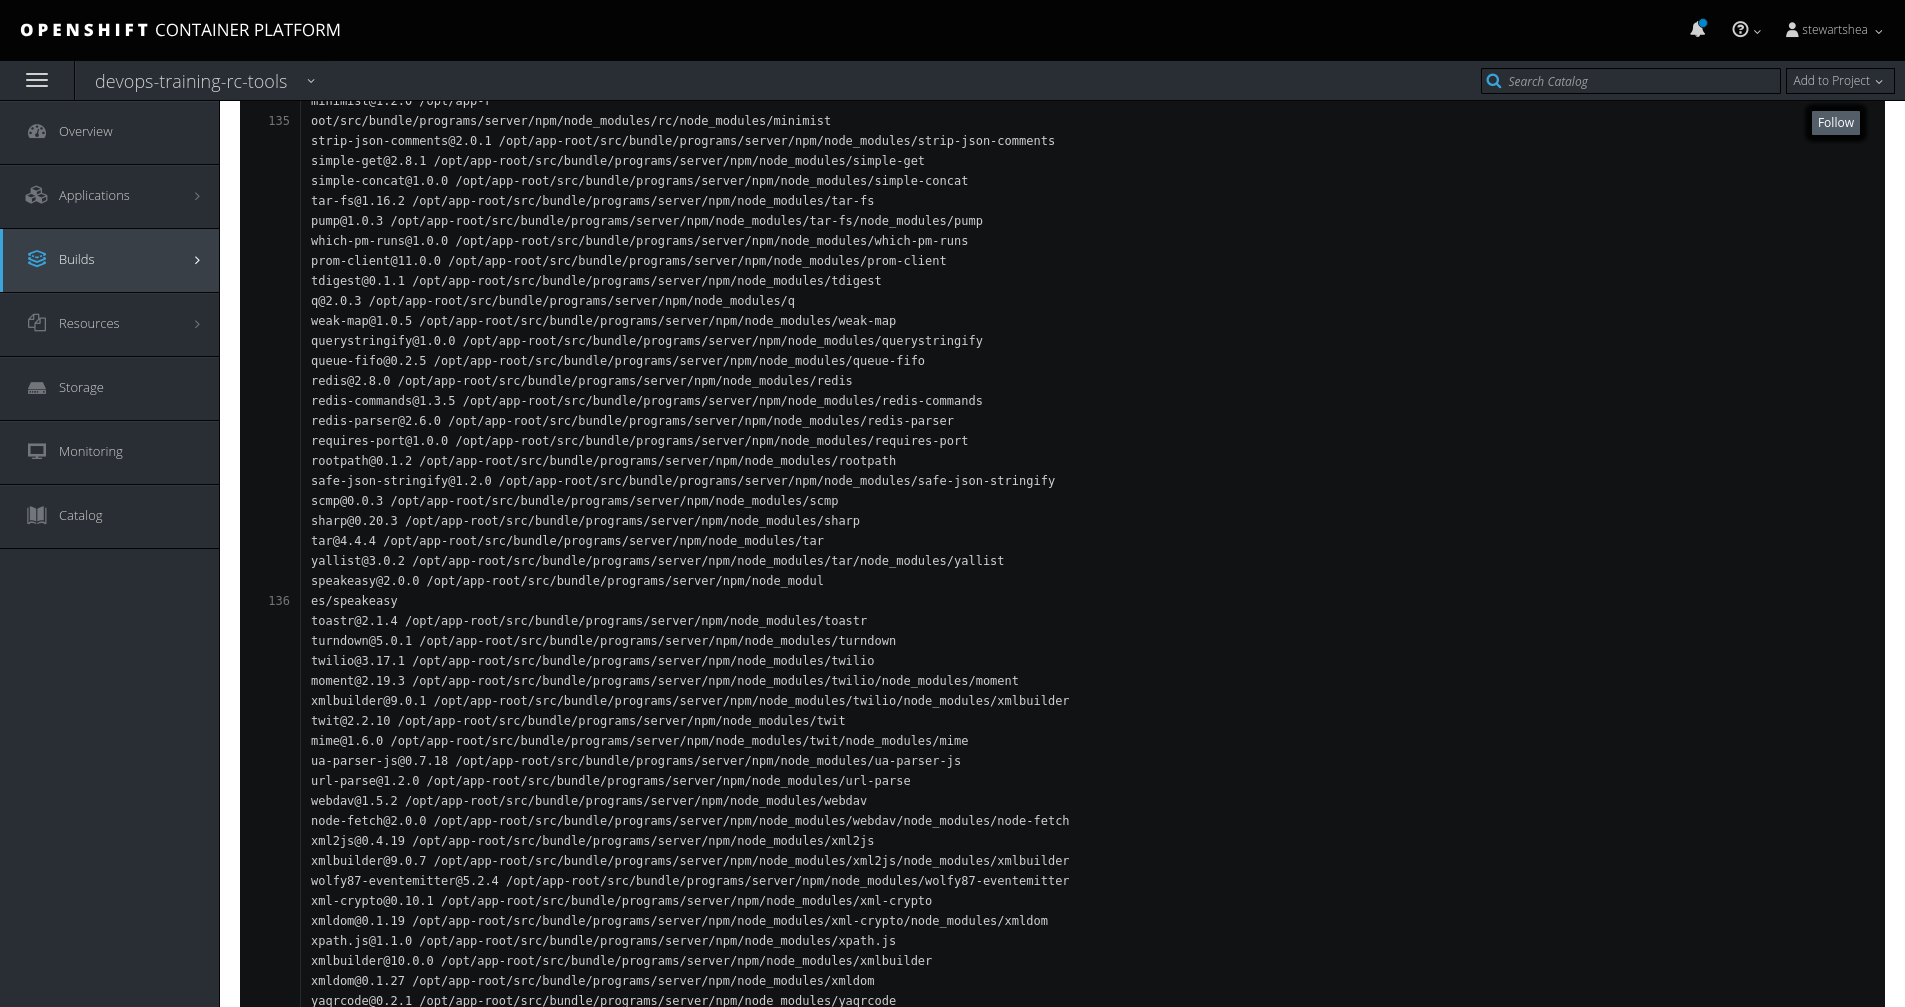 OPENSHIFT CONTAINER PLATFORM
stewartshea
devops-training-rc-tools
Search Catalog
Add to Project
Overview
Applications
Builds
Resources
Storage
Monitoring
Catalog
Follow
minimist@1.2.0 /opt/app-r
135 oot/src/bundle/programs/server/npm/node_modules/rc/node_modules/minimist
strip-json-comments@2.0.1 /opt/app-root/src/bundle/programs/server/npm/node_modules/strip-json-comments
simple-get@2.8.1 /opt/app-root/src/bundle/programs/server/npm/node_modules/simple-get
simple-concat@1.0.0 /opt/app-root/src/bundle/programs/server/npm/node_modules/simple-concat
tar-fs@1.16.2 /opt/app-root/src/bundle/programs/server/npm/node_modules/tar-fs
pump@1.0.3 /opt/app-root/src/bundle/programs/server/npm/node_modules/tar-fs/node_modules/pump
which-pm-runs@1.0.0 /opt/app-root/src/bundle/programs/server/npm/node_modules/which-pm-runs
prom-client@11.0.0 /opt/app-root/src/bundle/programs/server/npm/node_modules/prom-client
tdigest@0.1.1 /opt/app-root/src/bundle/programs/server/npm/node_modules/tdigest
q@2.0.3 /opt/app-root/src/bundle/programs/server/npm/node_modules/q
weak-map@1.0.5 /opt/app-root/src/bundle/programs/server/npm/node_modules/weak-map
querystringify@1.0.0 /opt/app-root/src/bundle/programs/server/npm/node_modules/querystringify
queue-fifo@0.2.5 /opt/app-root/src/bundle/programs/server/npm/node_modules/queue-fifo
redis@2.8.0 /opt/app-root/src/bundle/programs/server/npm/node_modules/redis
redis-commands@1.3.5 /opt/app-root/src/bundle/programs/server/npm/node_modules/redis-commands
redis-parser@2.6.0 /opt/app-root/src/bundle/programs/server/npm/node_modules/redis-parser
requires-port@1.0.0 /opt/app-root/src/bundle/programs/server/npm/node_modules/requires-port
rootpath@0.1.2 /opt/app-root/src/bundle/programs/server/npm/node_modules/rootpath
safe-json-stringify@1.2.0 /opt/app-root/src/bundle/programs/server/npm/node_modules/safe-json-stringify
scmp@0.0.3 /opt/app-root/src/bundle/programs/server/npm/node_modules/scmp
sharp@0.20.3 /opt/app-root/src/bundle/programs/server/npm/node_modules/sharp
tar@4.4.4 /opt/app-root/src/bundle/programs/server/npm/node_modules/tar
yallist@3.0.2 /opt/app-root/src/bundle/programs/server/npm/node_modules/tar/node_modules/yallist
speakeasy@2.0.0 /opt/app-root/src/bundle/programs/server/npm/node_modul
136 es/speakeasy
toastr@2.1.4 /opt/app-root/src/bundle/programs/server/npm/node_modules/toastr
turndown@5.0.1 /opt/app-root/src/bundle/programs/server/npm/node_modules/turndown
twilio@3.17.1 /opt/app-root/src/bundle/programs/server/npm/node_modules/twilio
moment@2.19.3 /opt/app-root/src/bundle/programs/server/npm/node_modules/twilio/node_modules/moment
xmlbuilder@9.0.1 /opt/app-root/src/bundle/programs/server/npm/node_modules/twilio/node_modules/xmlbuilder
twit@2.2.10 /opt/app-root/src/bundle/programs/server/npm/node_modules/twit
mime@1.6.0 /opt/app-root/src/bundle/programs/server/npm/node_modules/twit/node_modules/mime
ua-parser-js@0.7.18 /opt/app-root/src/bundle/programs/server/npm/node_modules/ua-parser-js
url-parse@1.2.0 /opt/app-root/src/bundle/programs/server/npm/node_modules/url-parse
webdav@1.5.2 /opt/app-root/src/bundle/programs/server/npm/node_modules/webdav
node-fetch@2.0.0 /opt/app-root/src/bundle/programs/server/npm/node_modules/webdav/node_modules/node-fetch
xml2js@0.4.19 /opt/app-root/src/bundle/programs/server/npm/node_modules/xml2js
xmlbuilder@9.0.7 /opt/app-root/src/bundle/programs/server/npm/node_modules/xml2js/node_modules/xmlbuilder
wolfy87-eventemitter@5.2.4 /opt/app-root/src/bundle/programs/server/npm/node_modules/wolfy87-eventemitter
xml-crypto@0.10.1 /opt/app-root/src/bundle/programs/server/npm/node_modules/xml-crypto
xmldom@0.1.19 /opt/app-root/src/bundle/programs/server/npm/node_modules/xml-crypto/node_modules/xmldom
xpath.js@1.1.0 /opt/app-root/src/bundle/programs/server/npm/node_modules/xpath.js
xmlbuilder@10.0.0 /opt/app-root/src/bundle/programs/server/npm/node_modules/xmlbuilder
xmldom@0.1.27 /opt/app-root/src/bundle/programs/server/npm/node_modules/xmldom
yaqrcode@0.2.1 /opt/app-root/src/bundle/programs/server/npm/node_modules/yaqrcode